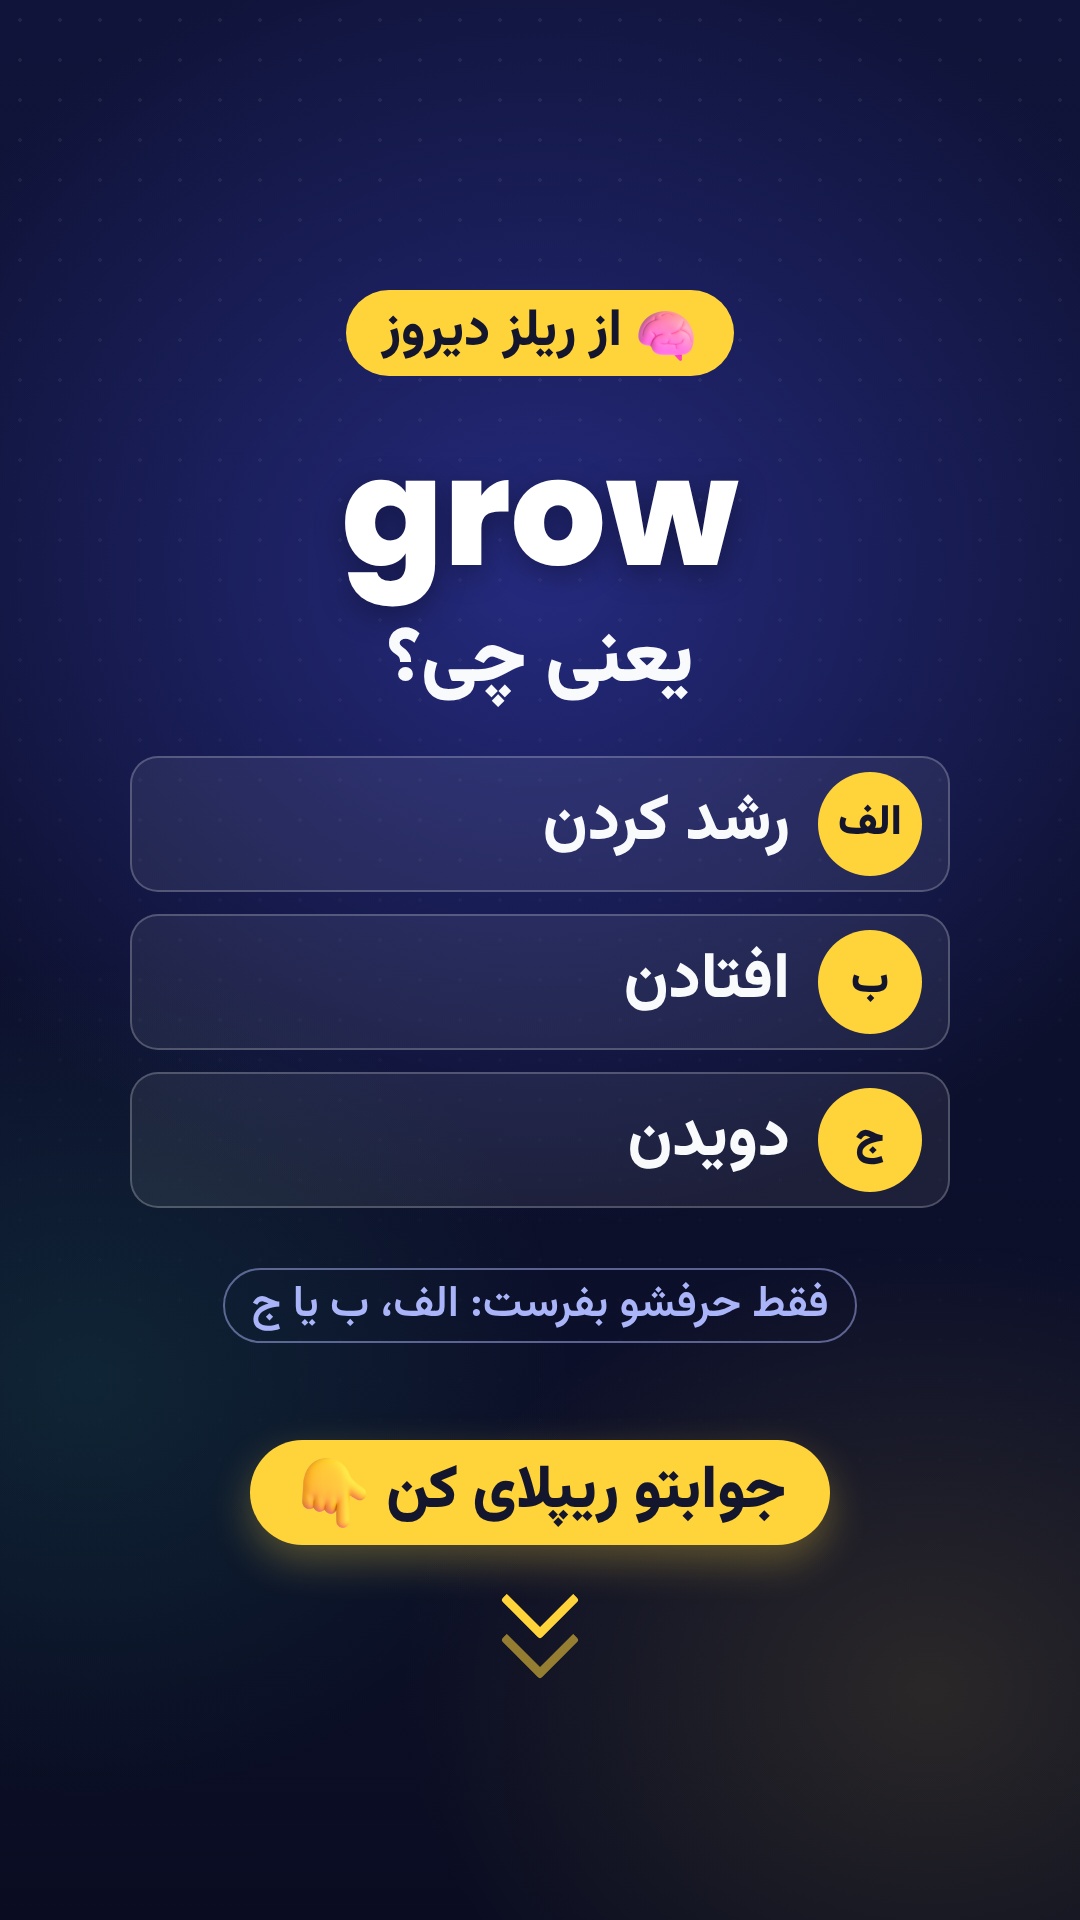 🧠 از ریلز دیروز
grow
یعنی چی؟
الف رشد کردن
ب افتادن
ج دویدن
فقط حرفشو بفرست: الف، ب یا ج
جوابتو ریپلای کن 👇